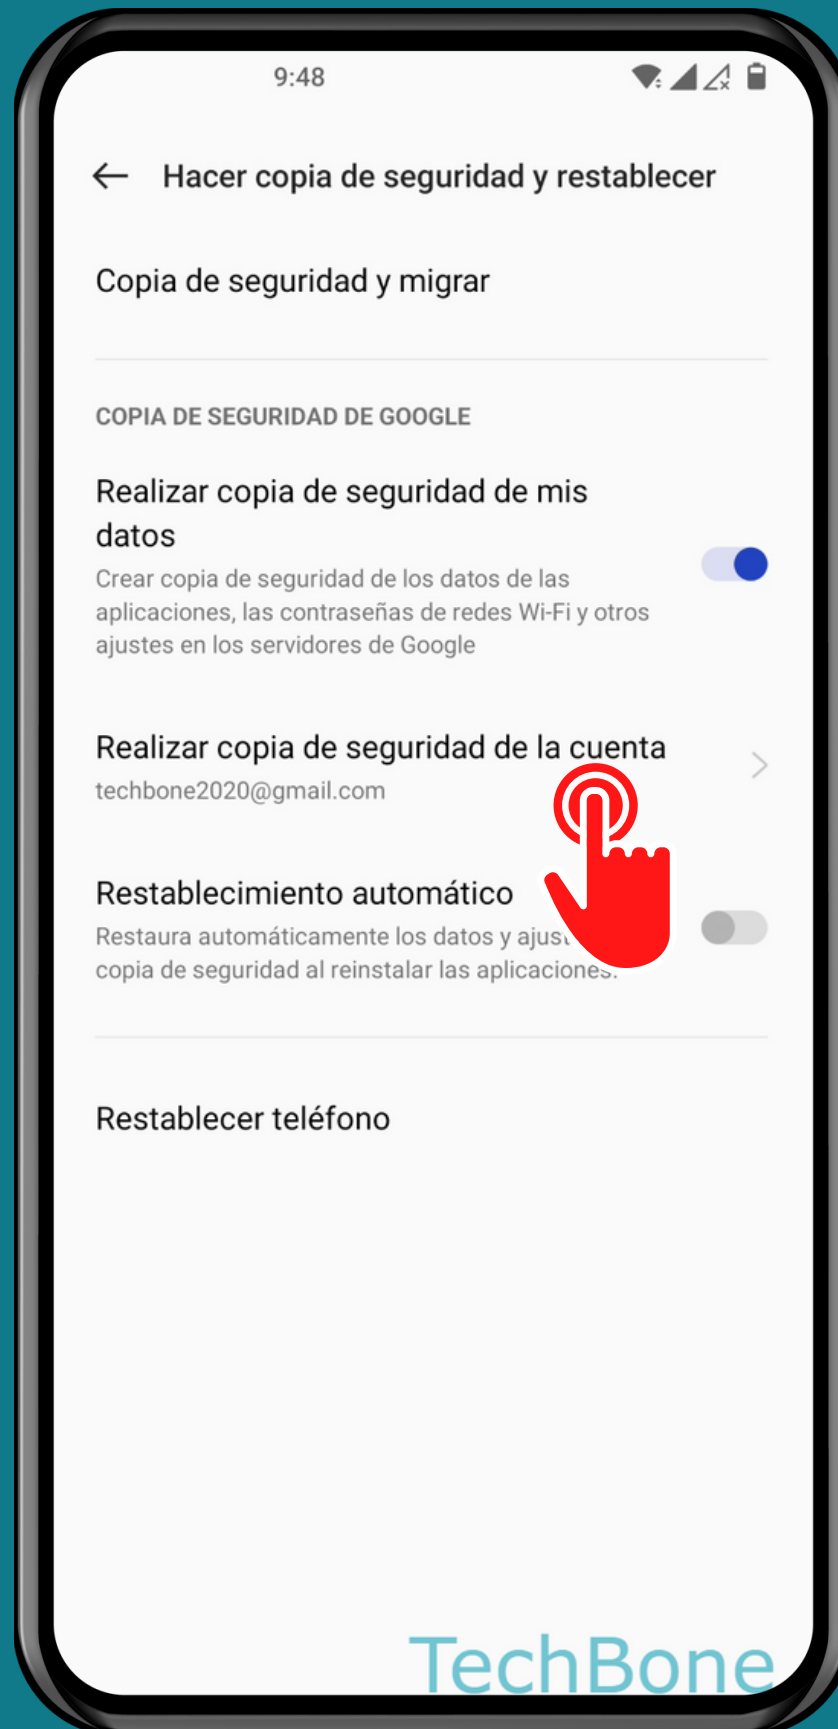 9:48
Hacer copia de seguridad y restablecer
Copia de seguridad y migrar
COPIA DE SEGURIDAD DE GOOGLE
Realizar copia de seguridad de mis
datos
Crear copia de seguridad de los datos de las
aplicaciones, las contraseñas de redes Wi-Fi y otros
ajustes en los servidores de Google
Realizar copia de seguridad de la cuenta
techbone2020@gmail.com
Restablecimiento automático
Restaura automáticamente los datos y
copia de seguridad al reinstalar las aplicaciones.
Restablecer teléfono
TechBone